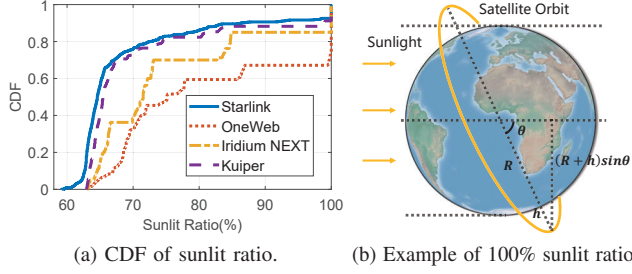 1
0.8
0.6
0.4
0.2
0
CDF
60
70
80
90
100
Sunlit Ratio(%)
Starlink
OneWeb
Iridium NEXT
Kuiper
(a) CDF of sunlit ratio.
Satellite Orbit
Sunlight
θ
R
(R + h)sinθ
h
(b) Example of 100% sunlit ratio